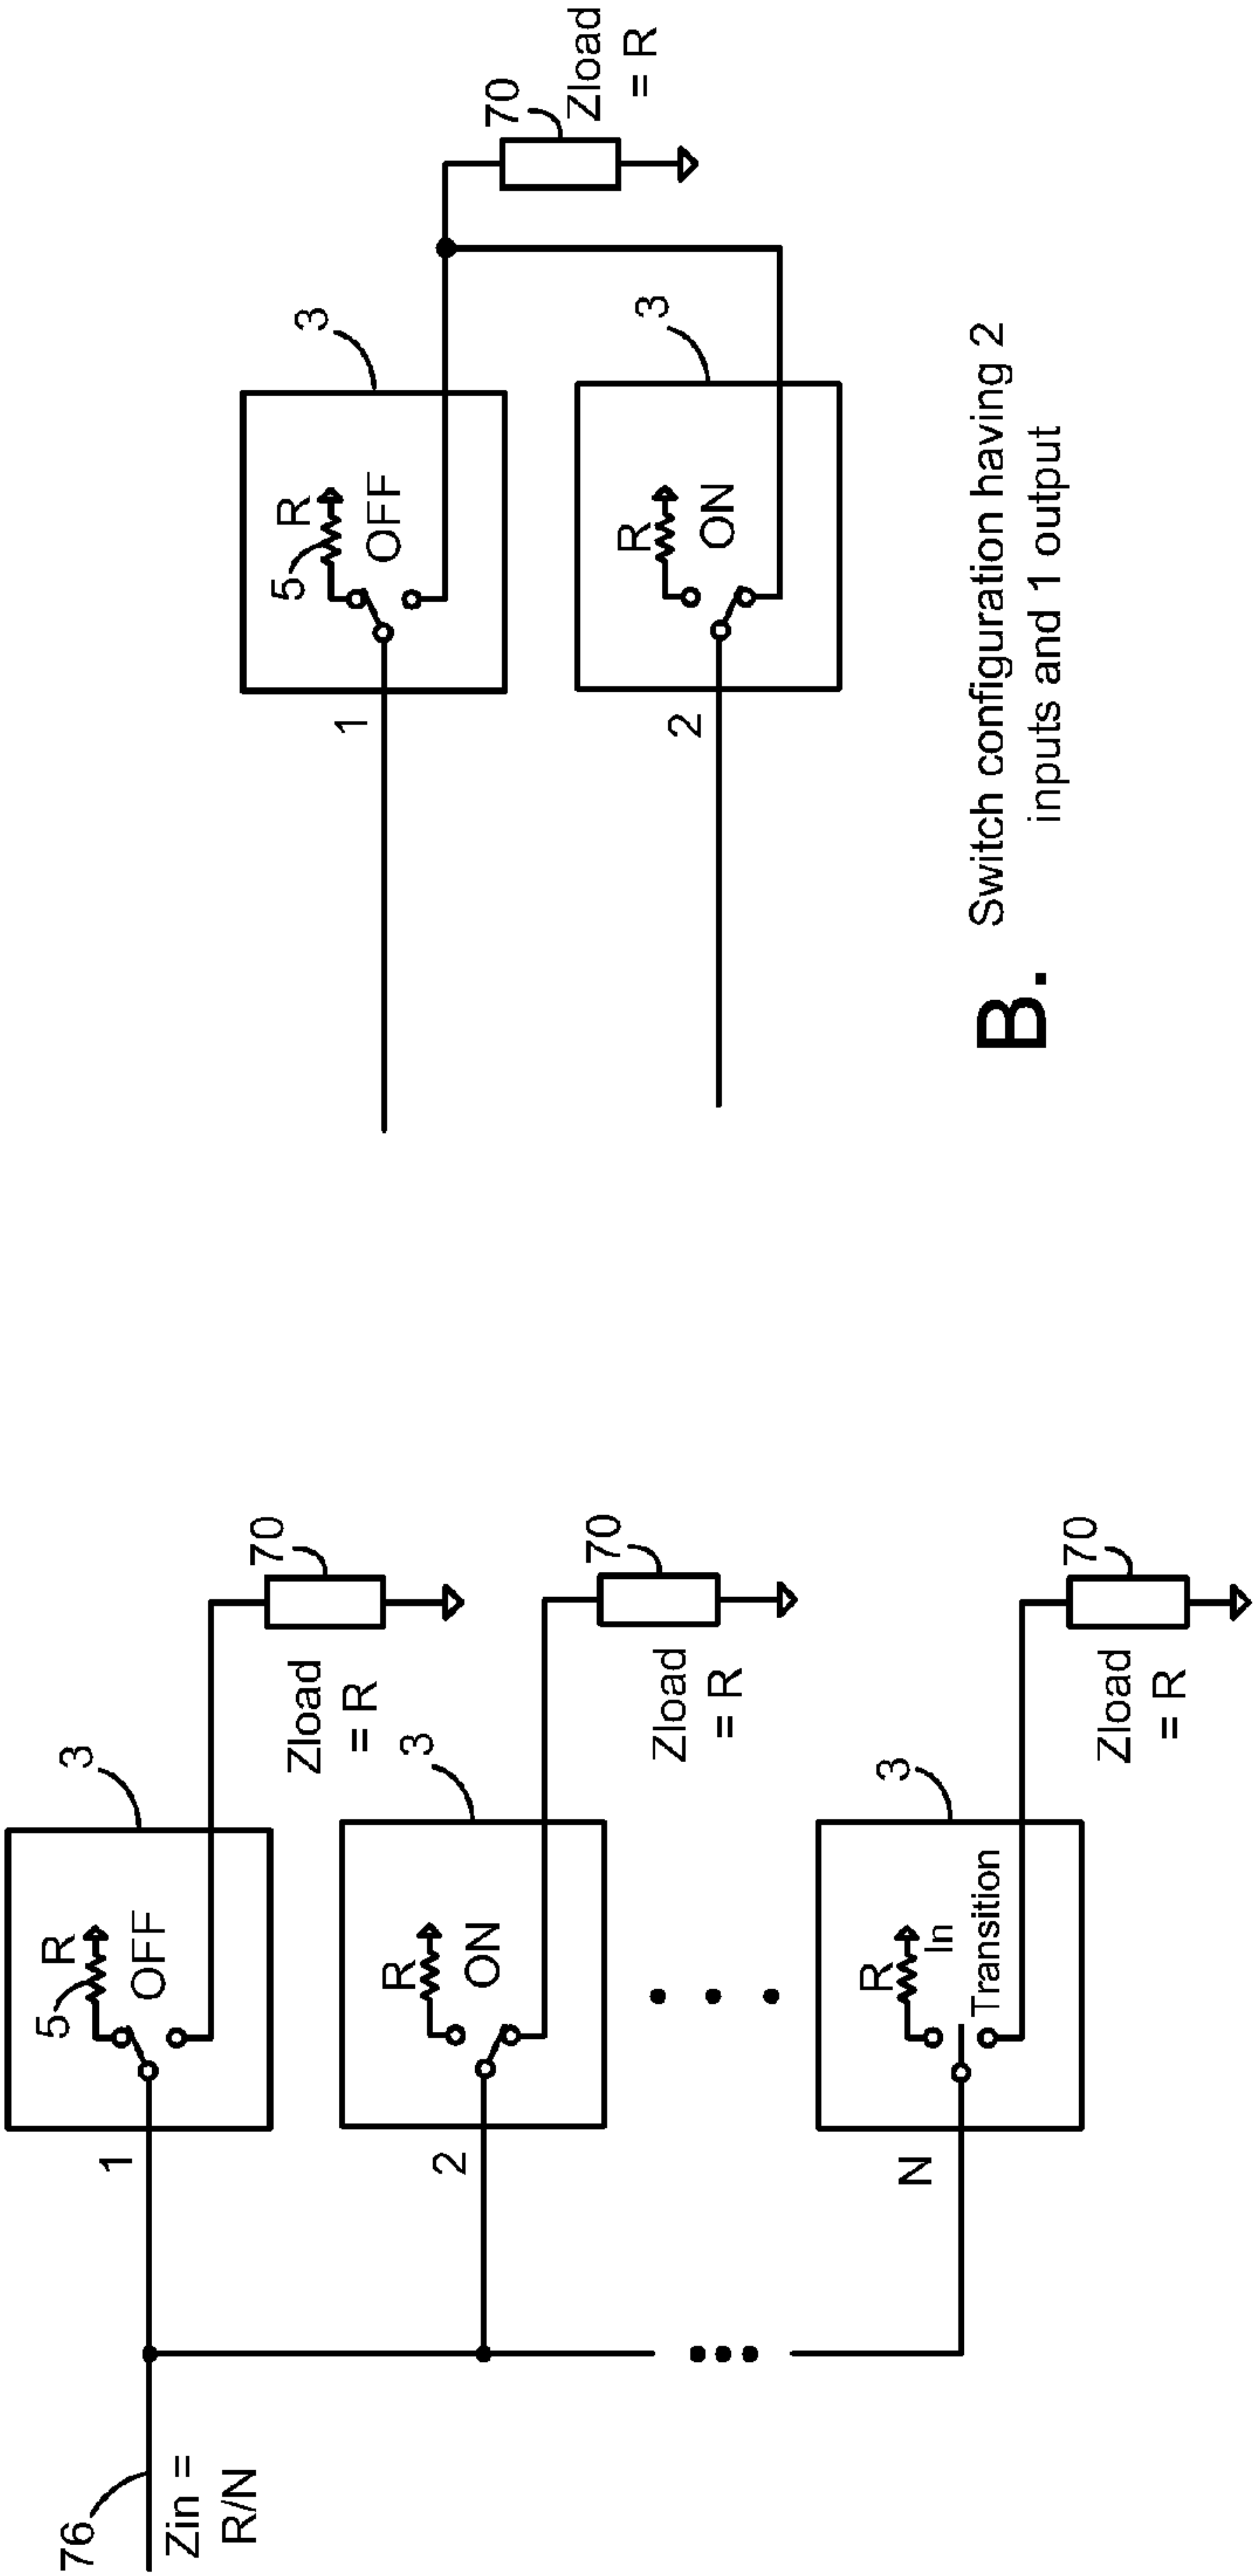 76
Zin =
R/N
1
3
5
R
OFF
70
Zload
= R
2
3
R
ON
70
Zload
= R
N
3
R
In
Transition
70
Zload
= R
1
3
5
R
OFF
70
Zload
= R
2
3
R
ON
B. Switch configuration having 2
inputs and 1 output